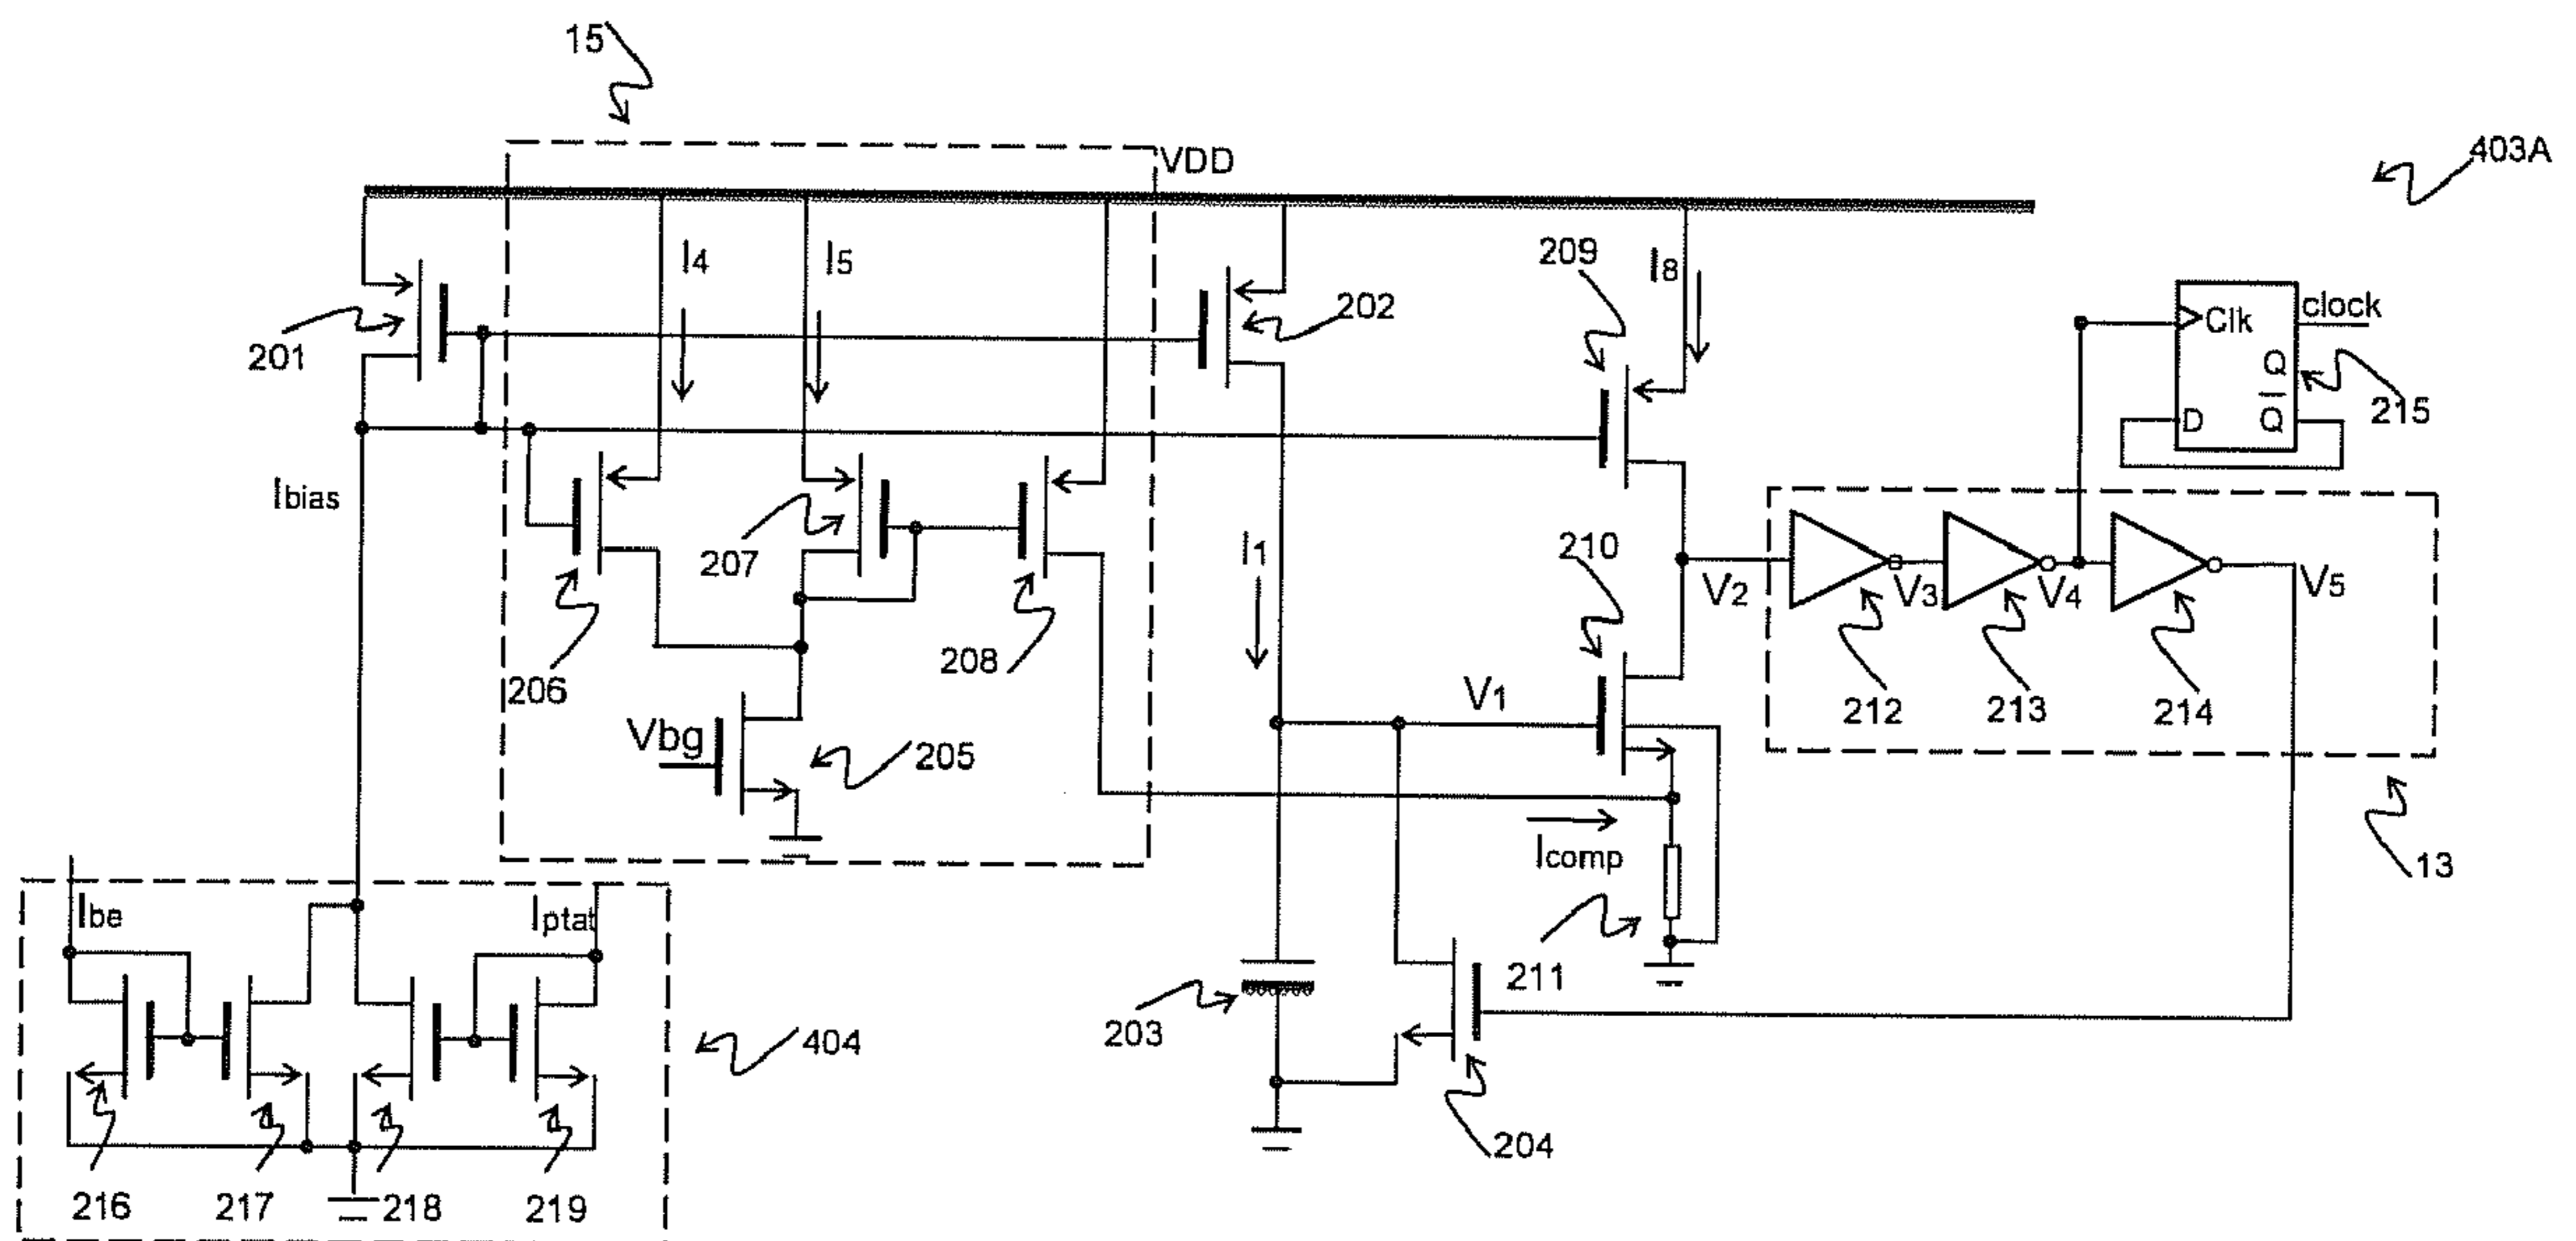 15
VDD
403A
I4
I5
209
I8
201
202
Clk
clock
Q
215
D
Q
Ibias
207
I1
210
206
208
V2
V3
V4
V5
212
213
214
V1
Vbg
205
Icomp
13
Ibe
Iptat
211
203
404
204
216
217
218
219